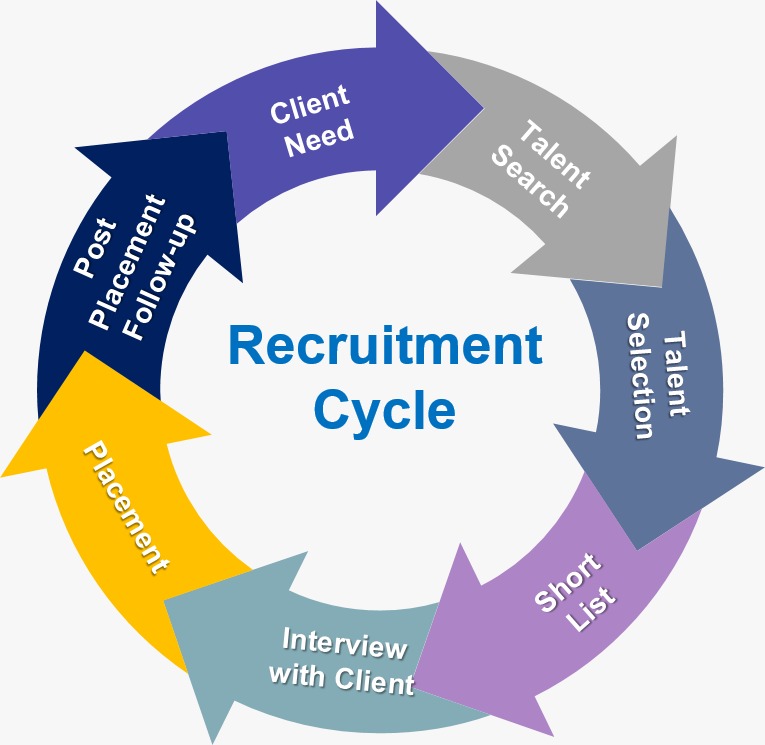 Client
Need
Talent
Search
Talent
Selection
Short
List
Interview
with Client
Placement
Post
Placement
Follow-up
Recruitment
Cycle